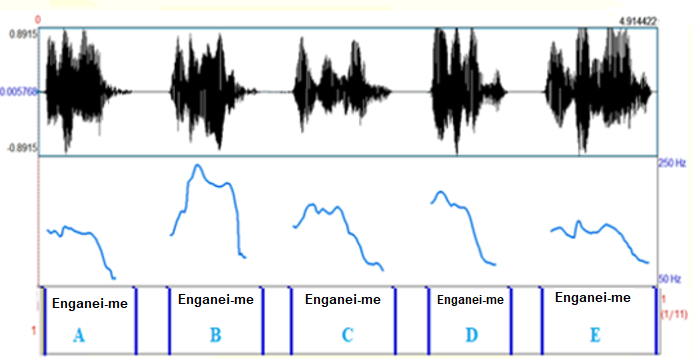 0
4.914422
0.8915
0.005768
-0.8915
250 Hz
50 Hz
Enganei-me Enganei-me Enganei-me Enganei-me Enganei-me
1
A B C D E
1
(1/11)